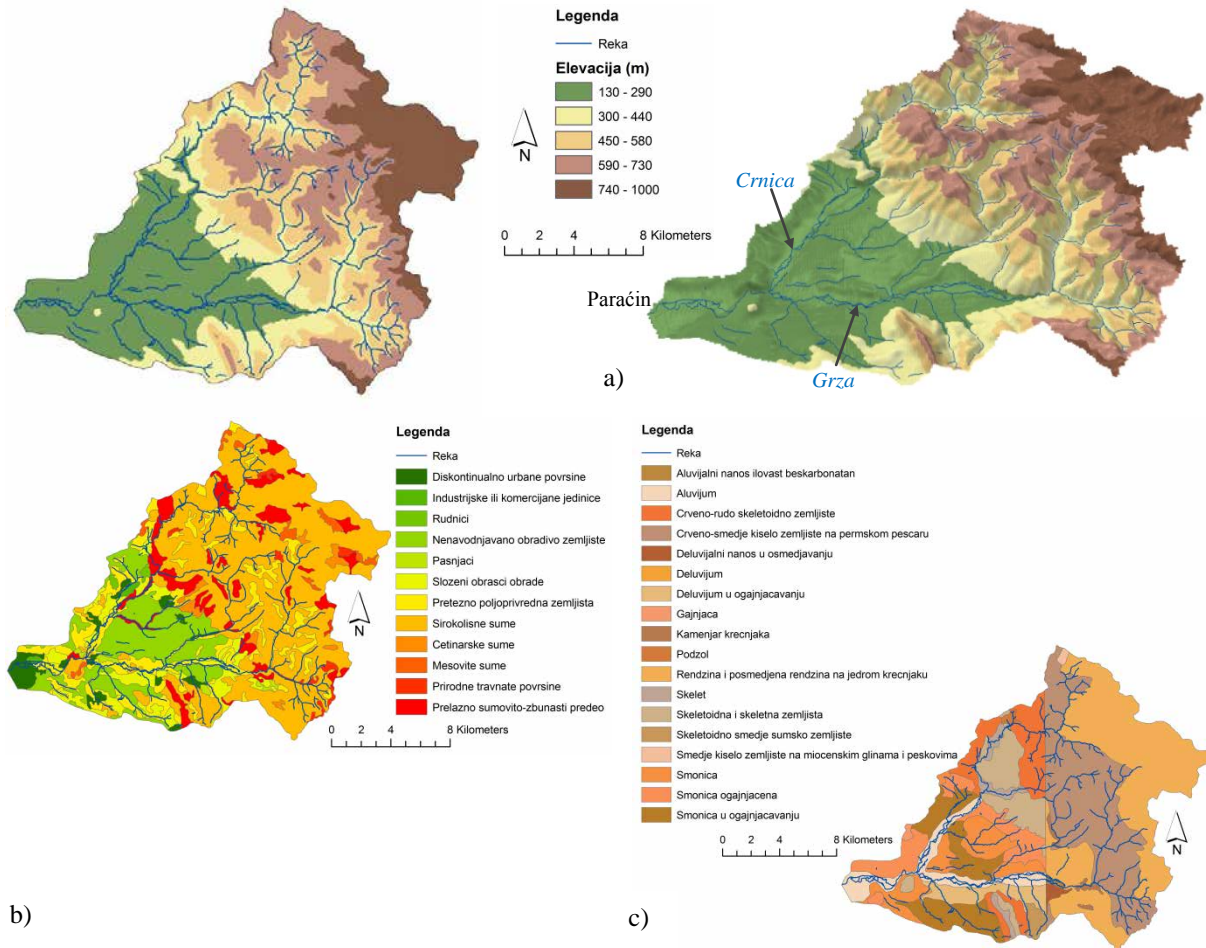 Legenda
Reka
Elevacija (m)
130 - 290
300 - 440
450 - 580
590 - 730
740 - 1000
N
0 2 4 8 Kilometers
Crnica
Paraćin
Grza
a)
Legenda
Reka
Diskontualno urbane povrsine
Industrijske ili komercijane jedinice
Rudnici
Nenavodnjavano obradivo zemljiste
Pasnjaci
Slozeni obrasci obrade
Pretezno poljoprivredna zemljista
Sirokolisne sume
Cetinarske sume
Mesovite sume
Prirodne travnate povrsine
Prelazno sumovito-zbunasti predeo
N
0 2 4 8 Kilometers
b)
Legenda
Reka
Aluvijalni nanos ilovast beskarbonatan
Aluvijum
Crveno-rudo skeletoidno zemljiste
Crveno-smedje kiselo zemljiste na permskom pescaru
Deluvijalni nanos u osmedjavanju
Deluvijum
Deluvijum u ogajnjacavanju
Gajnjaca
Kamenjar krecnjaka
Podzol
Rendzina i posmedjena rendzina na jedrom krecnjaku
Skelet
Skeletoidna i skeletna zemljista
Skeletoidno smedje sumsko zemljiste
Smedje kiselo zemljiste na miocenskim glinama i peskovima
Smonica
Smonica ogajnjacena
Smonica u ogajnjacavanju
0 2 4 8 Kilometers
N
c)